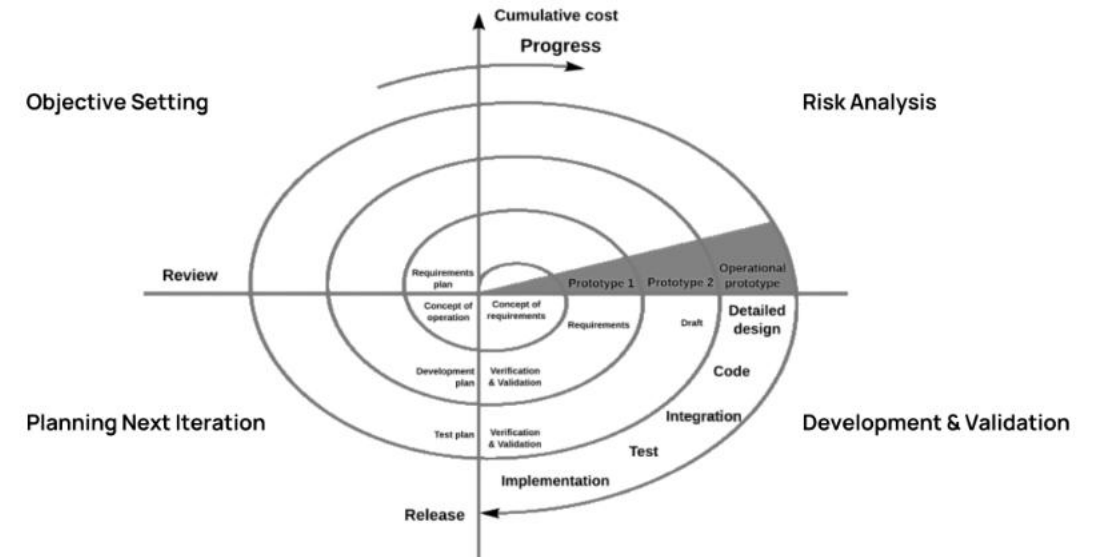 Cumulative cost
Progress
Objective Setting
Risk Analysis
Review
Requirements
plan
Prototype 1
Prototype 2
Operational
prototype
Concept of
operation
Concept of
requirements
Requirements
Draft
Detailed
design
Development
plan
Verification
& Validation
Code
Planning Next Iteration
Integration
Development & Validation
Test plan
Verification
& Validation
Test
Implementation
Release